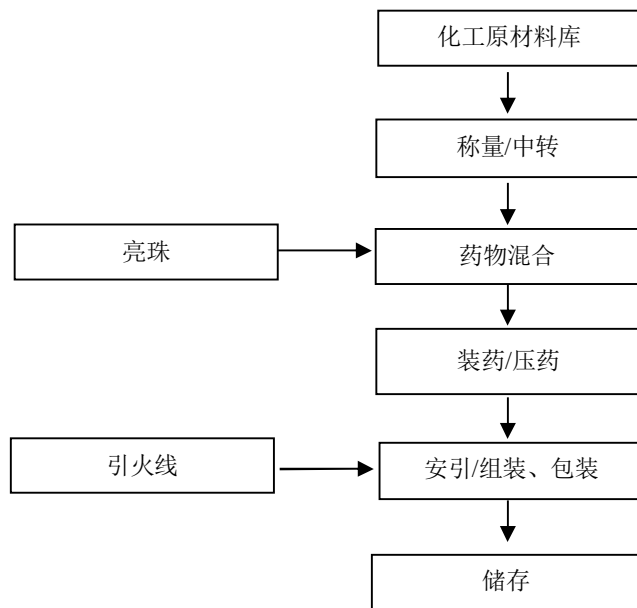 化工原材料库
称量/中转
亮珠
药物混合
装药/压药
引火线
安引/组装、包装
储存